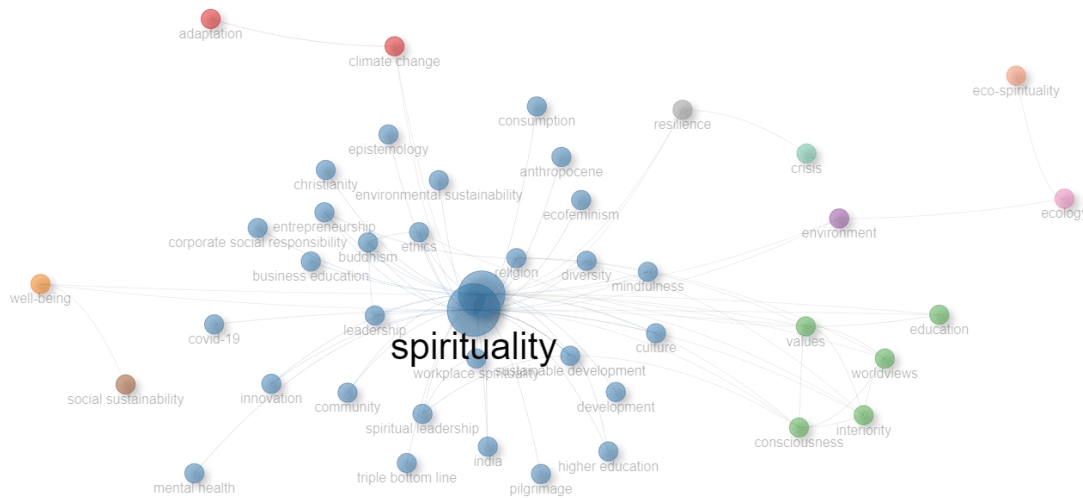 adaptation
climate change
eco-spirituality
consumption
resilience
epistemology
crisis
anthropocene
christianity
environmental sustainability
ecofeminism
ecology
entrepreneurship
environment
corporate social responsibility
ethics
buddhism
religion
diversity
business education
mindfulness
well-being
leadership
covid-19
values
education
culture
spirituality
workplace spirituality
sustainable development
worldviews
social sustainability
innovation
community
development
spiritual leadership
interiority
consciousness
india
higher education
triple bottom line
mental health
pilgrimage